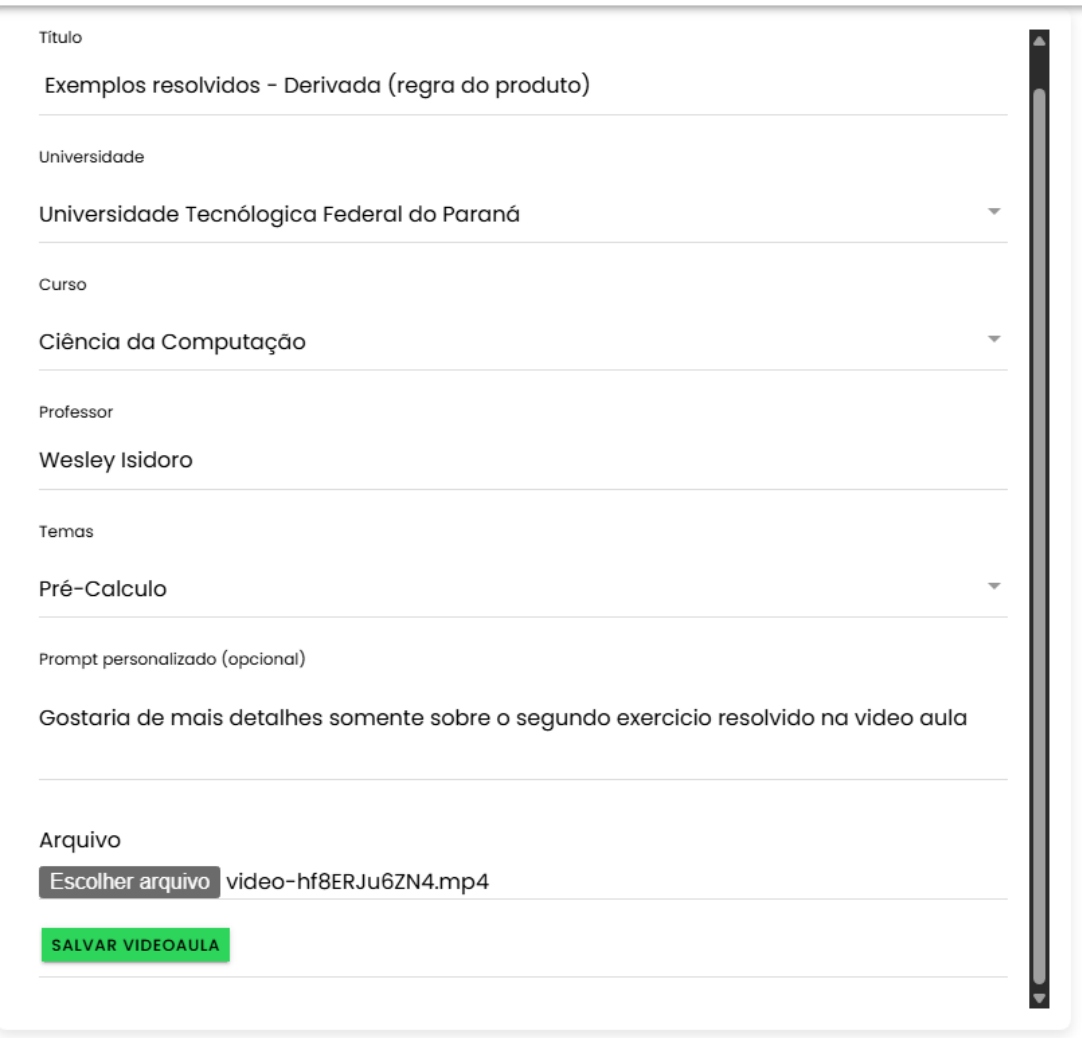 Título
Exemplos resolvidos - Derivada (regra do produto)
Universidade
Universidade Tecnólogica Federal do Paraná
Curso
Ciência da Computação
Professor
Wesley Isidoro
Temas
Pré-Calculo
Prompt personalizado (opcional)
Gostaria de mais detalhes somente sobre o segundo exercicio resolvido na video aula
Arquivo
Escolher arquivo video-hf8ERJu6ZN4.mp4
SALVAR VIDEOAULA